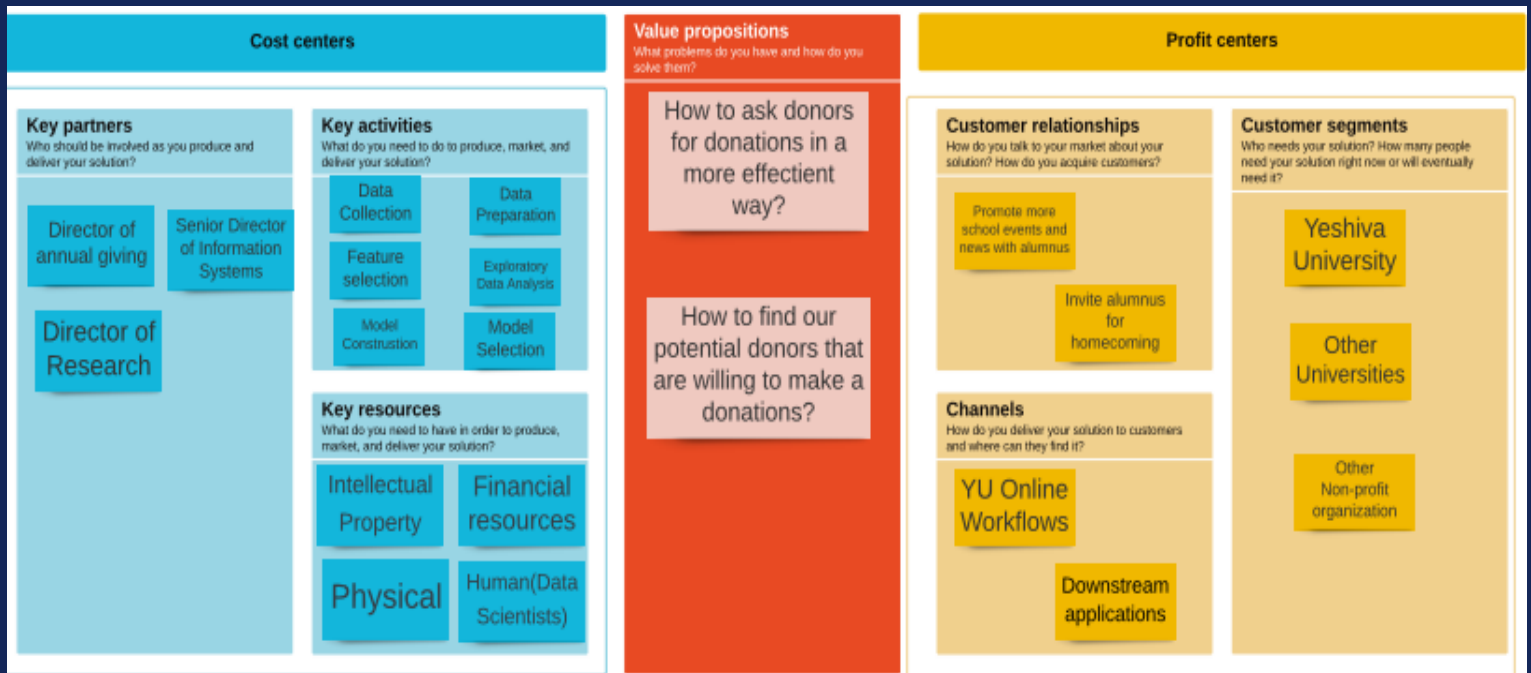 Cost centers
Key partners
Who should be involved as you produce and
deliver your solution?
Director of
annual giving
Senior Director
of Information
Systems
Director of
Research
Key activities
What do you need to do to produce, market, and
deliver your solution?
Data
Collection
Data
Preparation
Feature
selection
Exploratory
Data Analysis
Model
Construstion
Model
Selection
Key resources
What do you need to have in order to produce,
market, and deliver your solution?
Intellectual
Property
Financial
resources
Physical
Human(Data
Scientists)
Value propositions
What problems do you have and how do you
solve them?
How to ask donors
for donations in a
more effectient
way?
How to find our
potential donors that
are willing to make a
donations?
Profit centers
Customer relationships
How do you talk to your market about your
solution? How do you acquire customers?
Promote more
school events and
news with alumnus
Invite alumnus
for
homecoming
Channels
How do you deliver your solution to customers
and where can they find it?
YU Online
Workflows
Downstream
applications
Customer segments
Who needs your solution? How many people
need your solution right now or will eventually
need it?
Yeshiva
University
Other
Universities
Other
Non-profit
organization